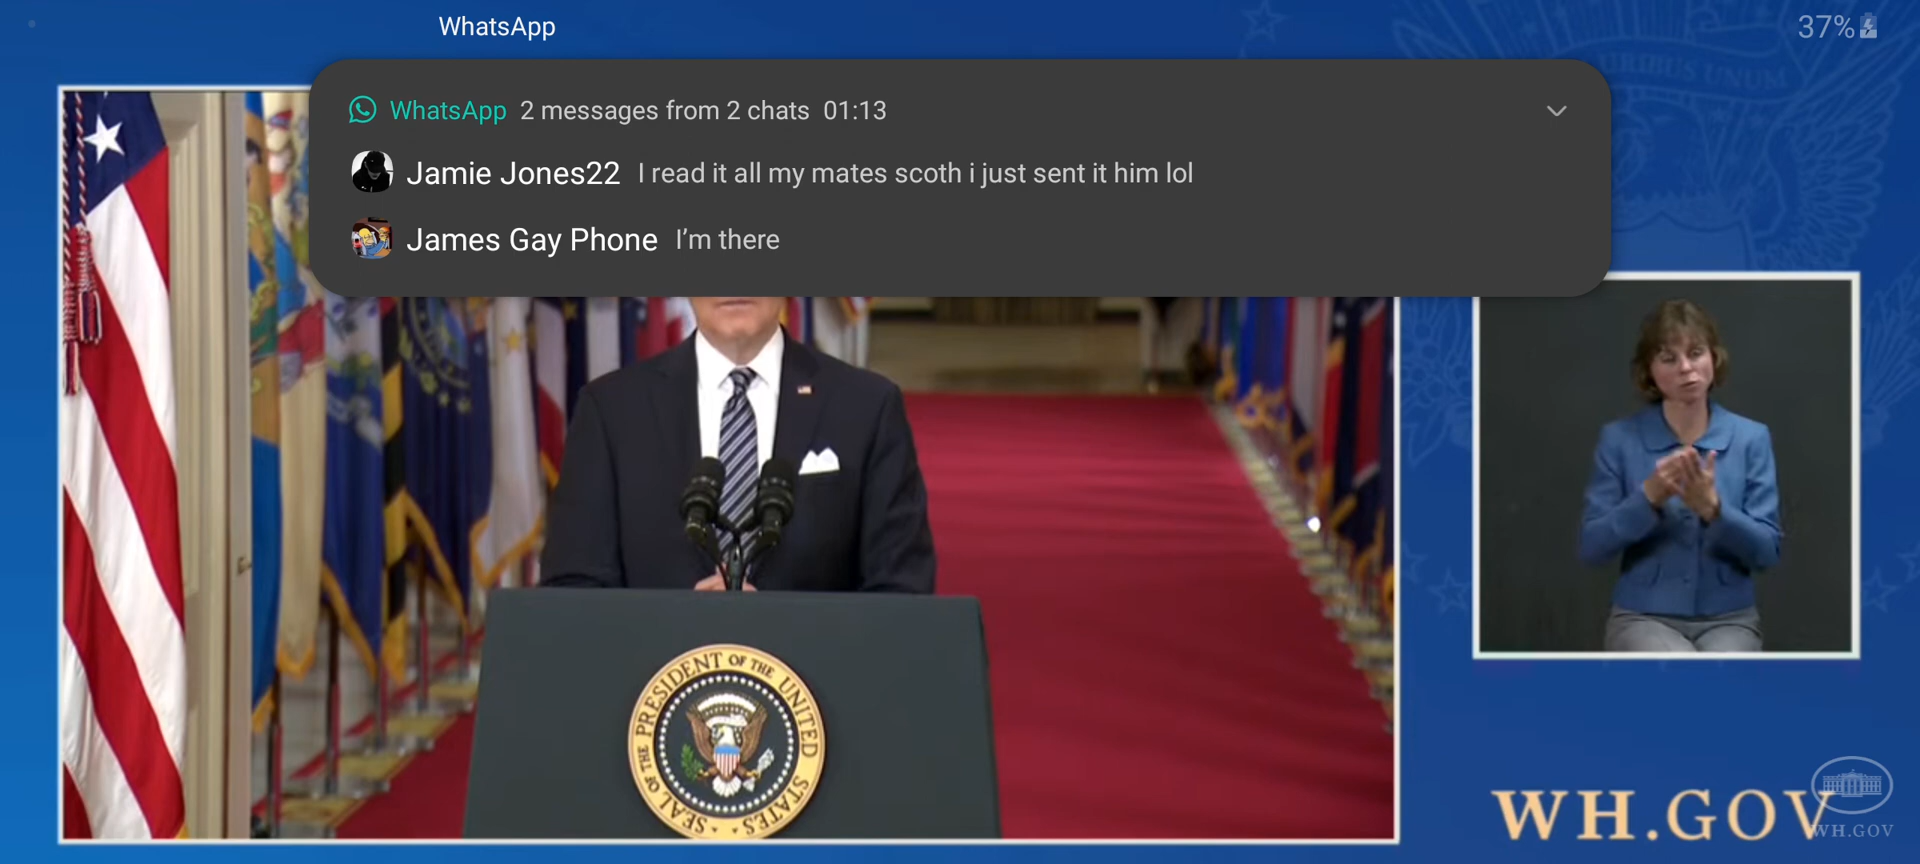 WhatsApp
37%
WhatsApp 2 messages from 2 chats 01:13
Jamie Jones22 I read it all my mates scoth i just sent it him lol
James Gay Phone I’m there
SEAL OF THE PRESIDENT OF THE UNITED STATES
WH.GOV
WH.GOV